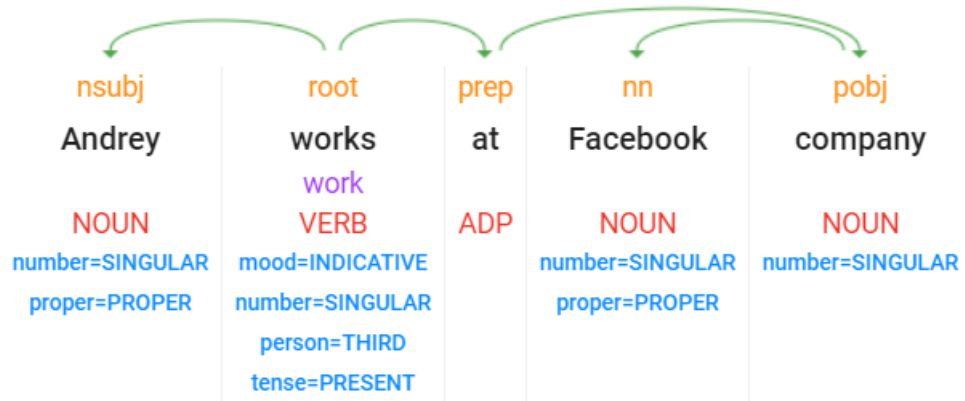 nsubj root prep nn pobj
Andrey works at Facebook company
work
NOUN VERB ADP NOUN NOUN
number=SINGULAR mood=INDICATIVE number=SINGULAR number=SINGULAR
proper=PROPER number=SINGULAR proper=PROPER
person=THIRD
tense=PRESENT